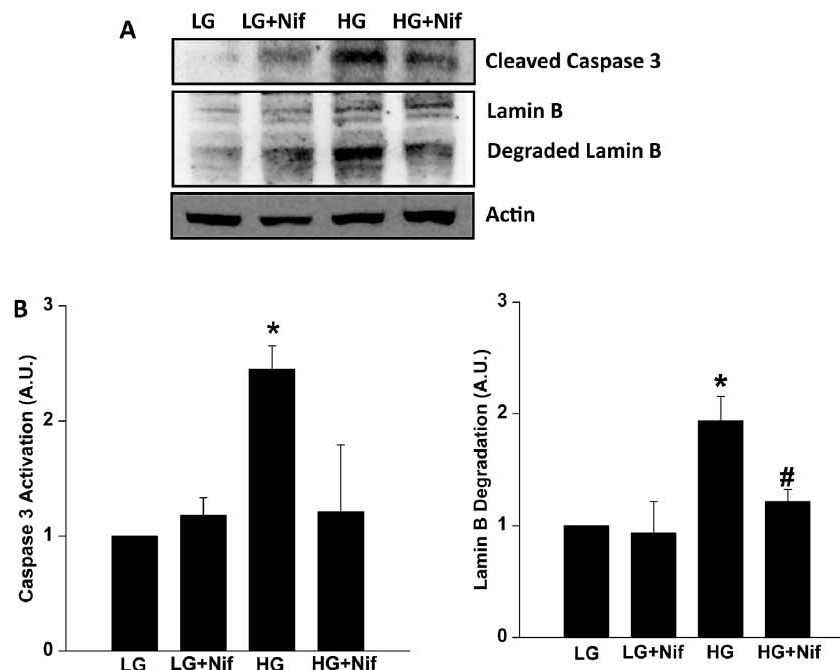 A
LG LG+Nif HG HG+Nif
Cleaved Caspase 3
Lamin B
Degraded Lamin B
Actin
B
Caspase 3 Activation (A.U.)
3
2
1
0
*
LG LG+Nif HG HG+Nif
Lamin B Degradation (A.U.)
3
2
1
0
*
#
LG LG+Nif HG HG+Nif